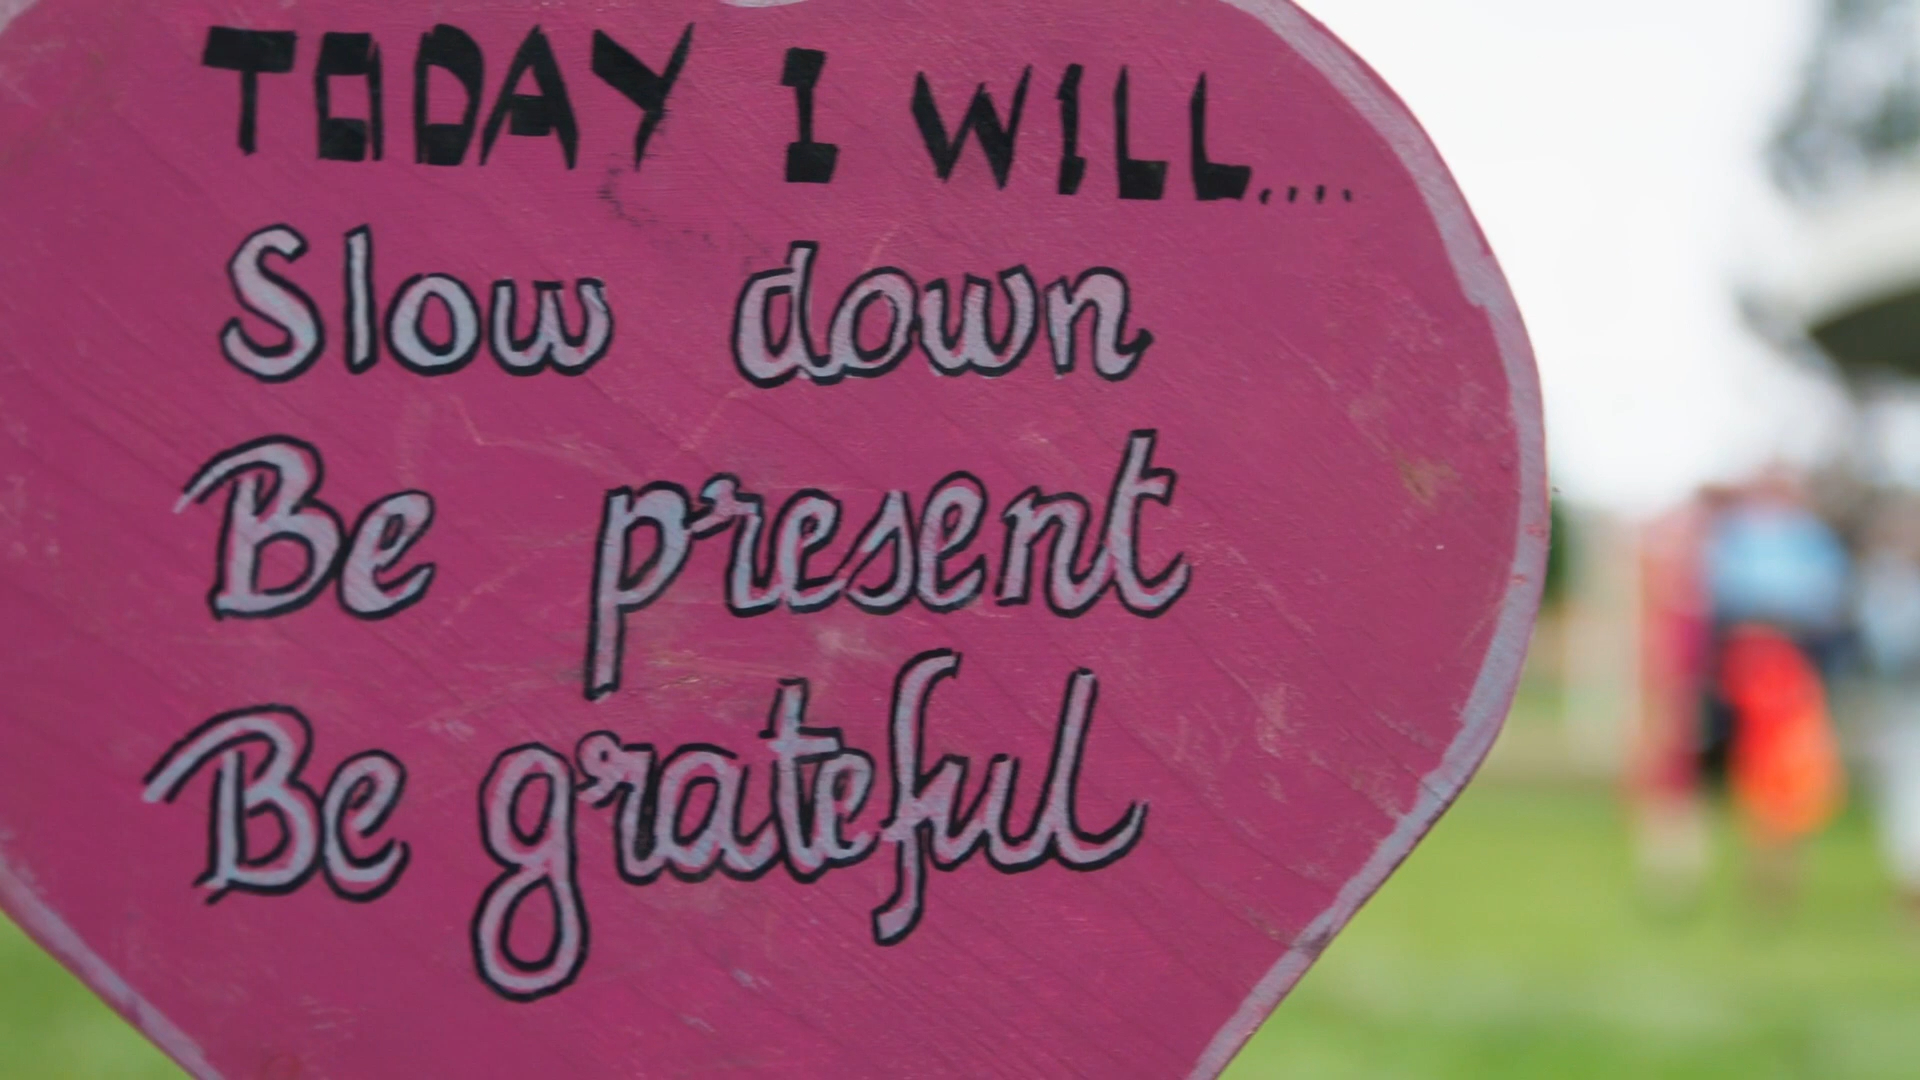 TODAY I WILL....
Slow down
Be present
Be grateful